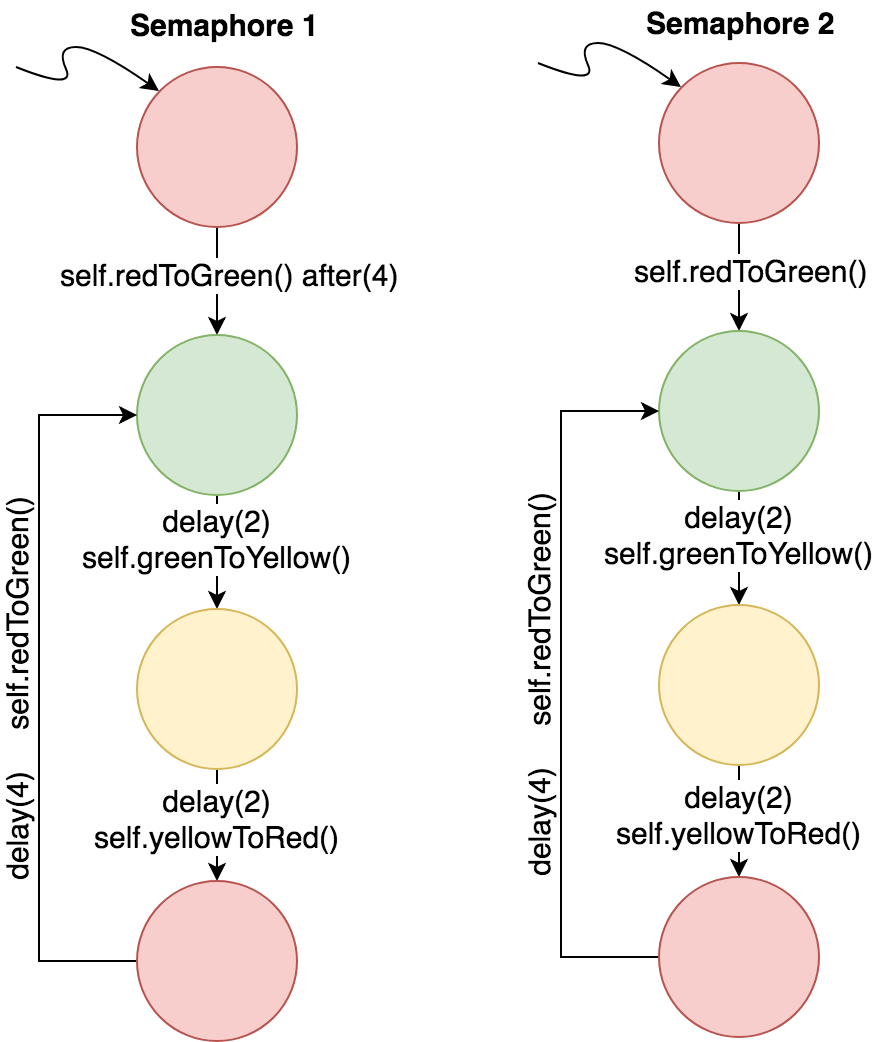 Semaphore 1
self.redToGreen() after(4)
delay(2)
self.greenToYellow()
delay(2)
self.yellowToRed()
delay(4)
self.redToGreen()
Semaphore 2
self.redToGreen()
delay(2)
self.greenToYellow()
delay(2)
self.yellowToRed()
delay(4)
self.redToGreen()